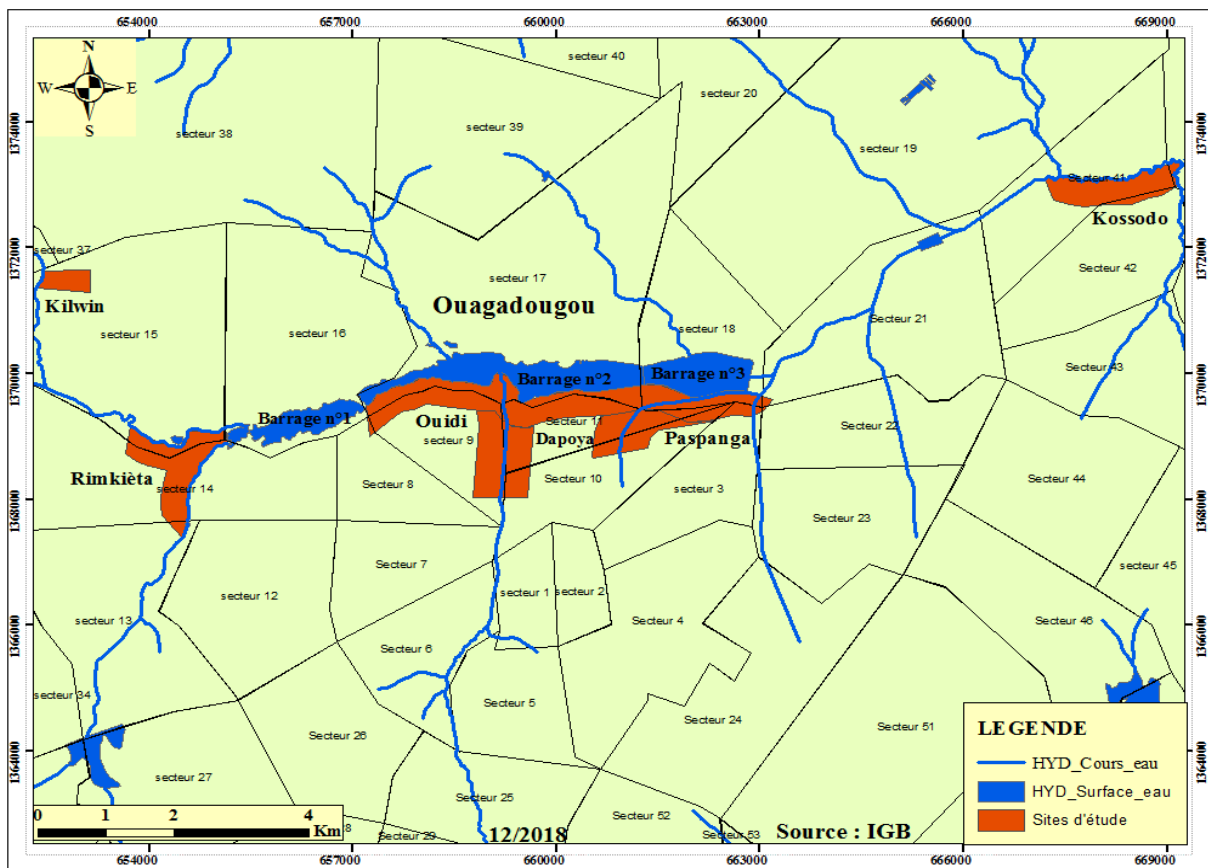 654000 657000 660000 663000 666000 669000
N
W E
S
1374000
1374000
1372000
1372000
1370000
1370000
1368000
1368000
1366000
1366000
1364000
1364000
secteur 40
secteur 20
secteur 39
secteur 38
secteur 19
Secteur 41
Kossodo
secteur 37
Kilwin
secteur 17
Secteur 42
Ouagadougou
secteur 15
secteur 16
secteur 18
Secteur 21
Secteur 43
Barrage n°2
Barrage n°3
Barrage n°1
Ouidi
secteur 9
Secteur 11
Dapoya
Paspanga
Secteur 22
Rimkièta
secteur 14
Secteur 8
Secteur 10
secteur 3
Secteur 44
Secteur 23
Secteur 7
secteur 12
secteur 1
secteur 2
Secteur 4
secteur 45
secteur 13
Secteur 46
Secteur 6
secteur 34
Secteur 5
Secteur 24
Secteur 51
Secteur 26
secteur 27
Secteur 25
Secteur 52
Secteur 53
Secteur 29
LEGENDE
HYD_Cours_eau
HYD_Surface_eau
Sites d'étude
0 1 2 4
Km
12/2018
Source : IGB
654000 657000 660000 663000 666000 669000